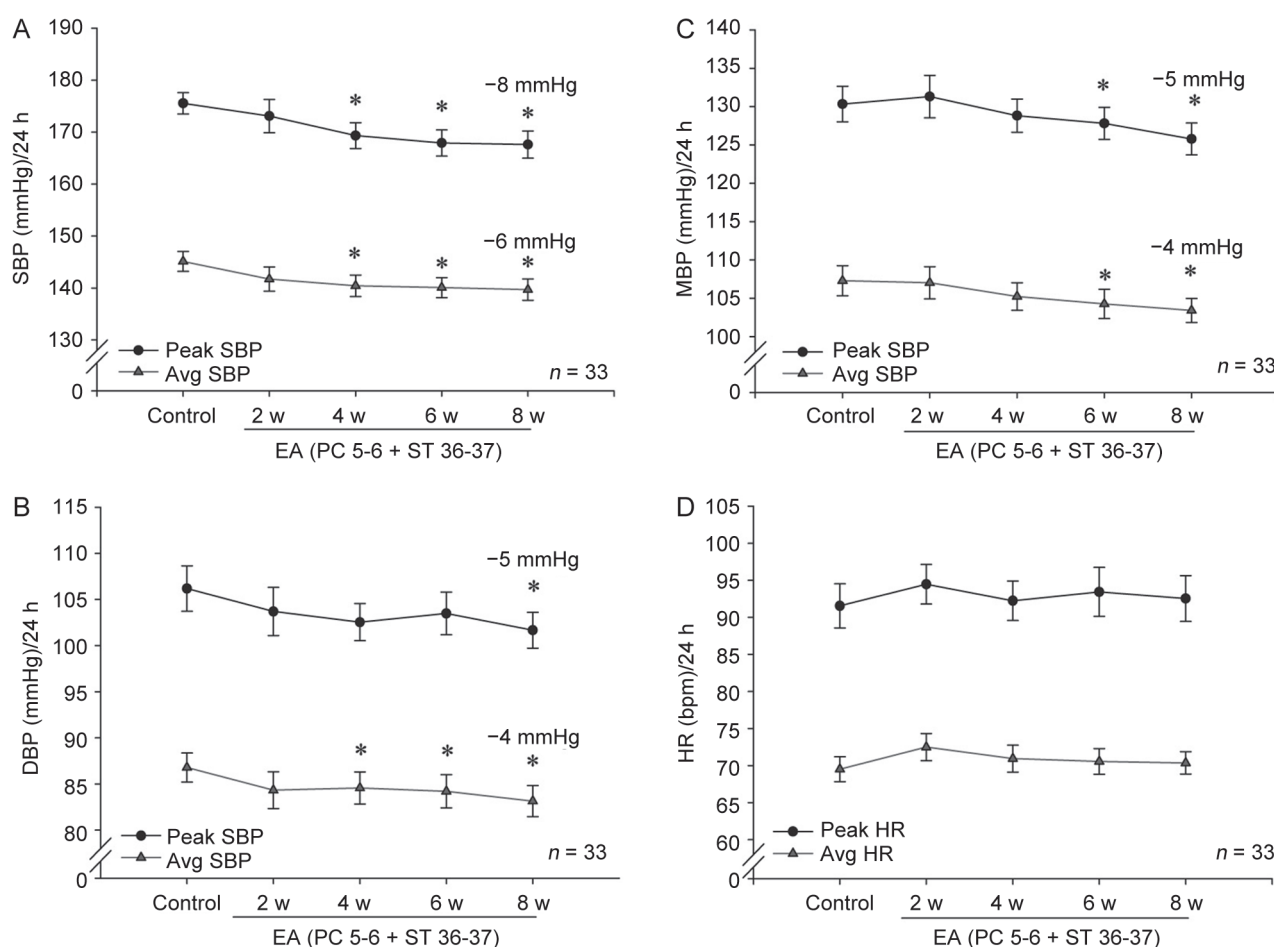 A
190
180
170
160
150
140
130
0
SBP (mmHg)/24 h
−8 mmHg
* * *
−6 mmHg
* * *
Peak SBP
Avg SBP
n = 33
Control 2 w 4 w 6 w 8 w
EA (PC 5-6 + ST 36-37)
C
140
135
130
125
120
115
110
105
100
0
MBP (mmHg)/24 h
−5 mmHg
* *
−4 mmHg
* *
Peak SBP
Avg SBP
n = 33
Control 2 w 4 w 6 w 8 w
EA (PC 5-6 + ST 36-37)
B
115
110
105
100
95
90
85
80
0
DBP (mmHg)/24 h
−5 mmHg
*
−4 mmHg
* * *
Peak SBP
Avg SBP
n = 33
Control 2 w 4 w 6 w 8 w
EA (PC 5-6 + ST 36-37)
D
105
100
95
90
85
80
75
70
65
60
0
HR (bpm)/24 h
Peak HR
Avg HR
n = 33
Control 2 w 4 w 6 w 8 w
EA (PC 5-6 + ST 36-37)